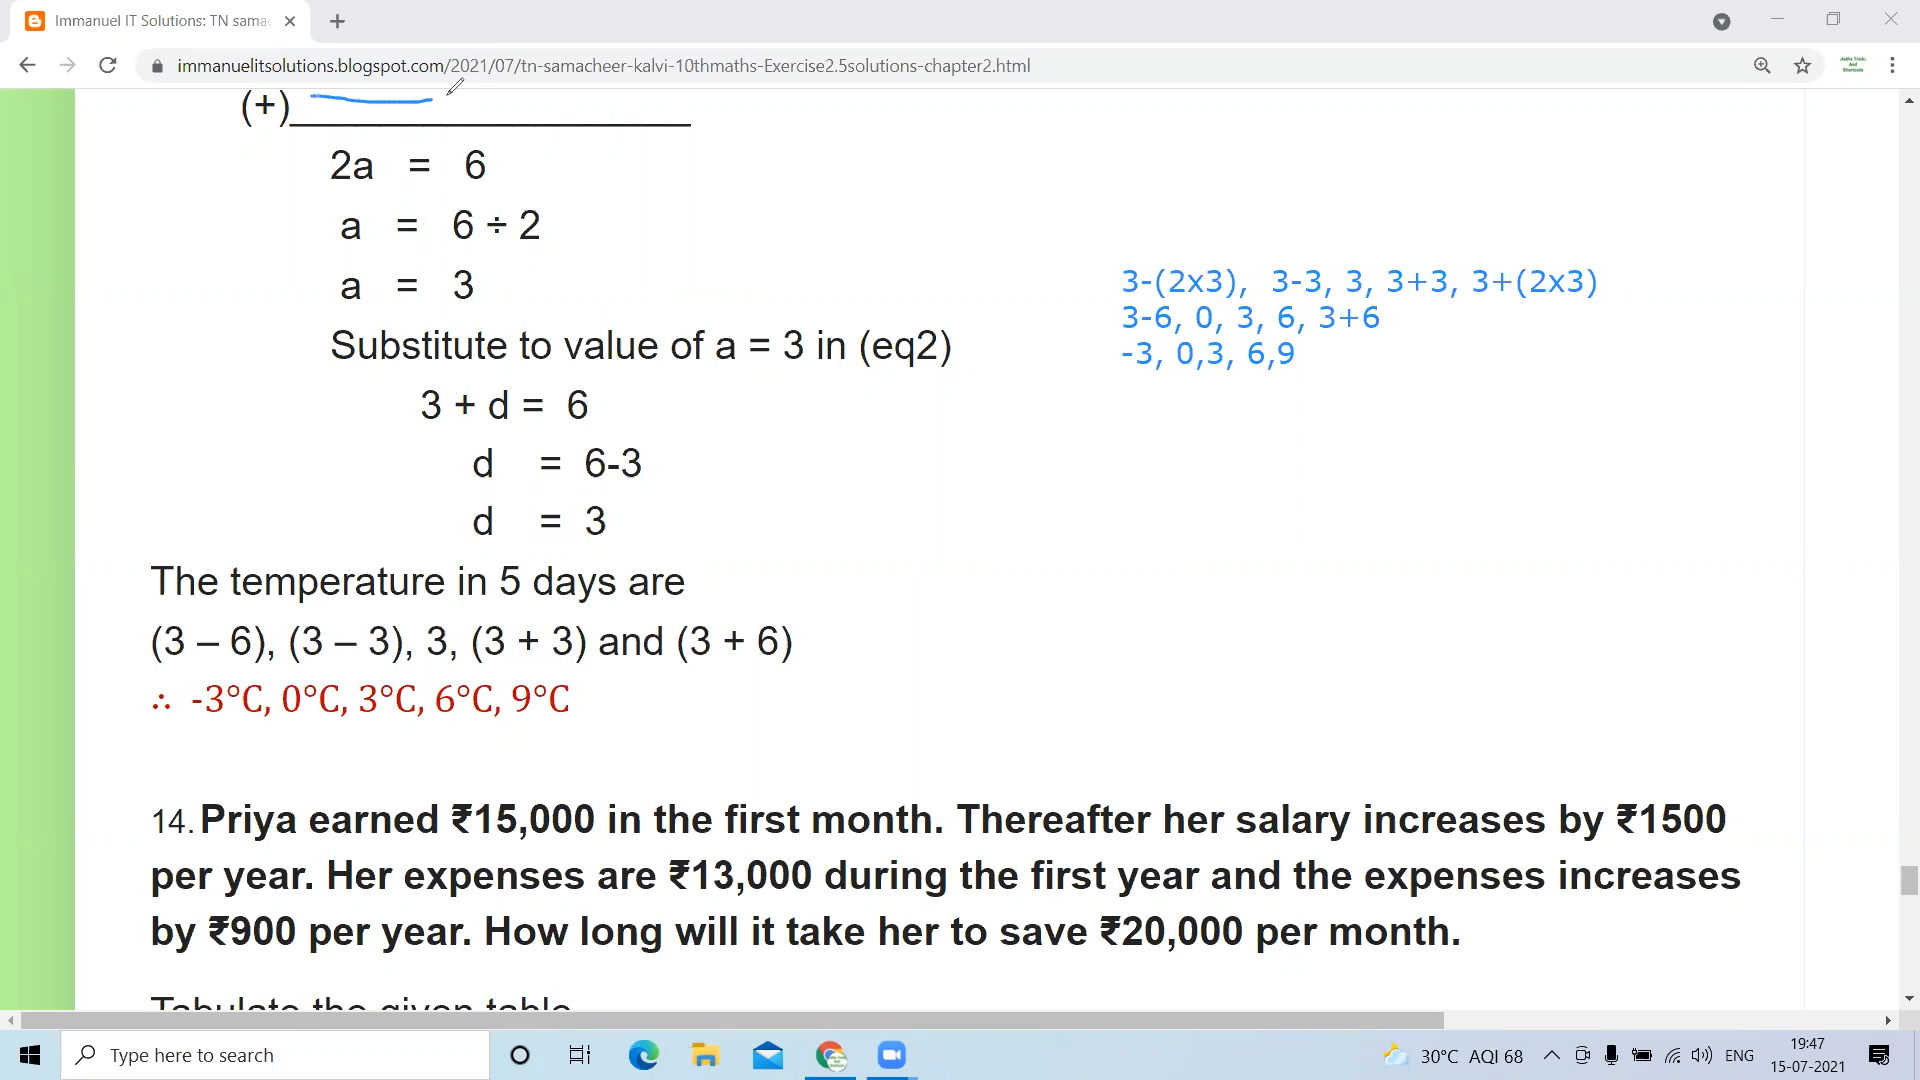 Immanuel IT Solutions: TN sama
immanuelitsolutions.blogspot.com/2021/07/tn-samacheer-kalvi-10thmaths-Exercise2.5solutions-chapter2.html
(+)
2a = 6
a = 6 ÷ 2
a = 3
Substitute to value of a = 3 in (eq2)
3 + d = 6
d = 6-3
d = 3
3-(2x3), 3-3, 3, 3+3, 3+(2x3)
3-6, 0, 3, 6, 3+6
-3, 0,3, 6,9
The temperature in 5 days are
(3 – 6), (3 – 3), 3, (3 + 3) and (3 + 6)
∴ -3°C, 0°C, 3°C, 6°C, 9°C
14. Priya earned ₹15,000 in the first month. Thereafter her salary increases by ₹1500
per year. Her expenses are ₹13,000 during the first year and the expenses increases
by ₹900 per year. How long will it take her to save ₹20,000 per month.
Tabulate the given table
Type here to search
30°C AQI 68
ENG
19:47
15-07-2021